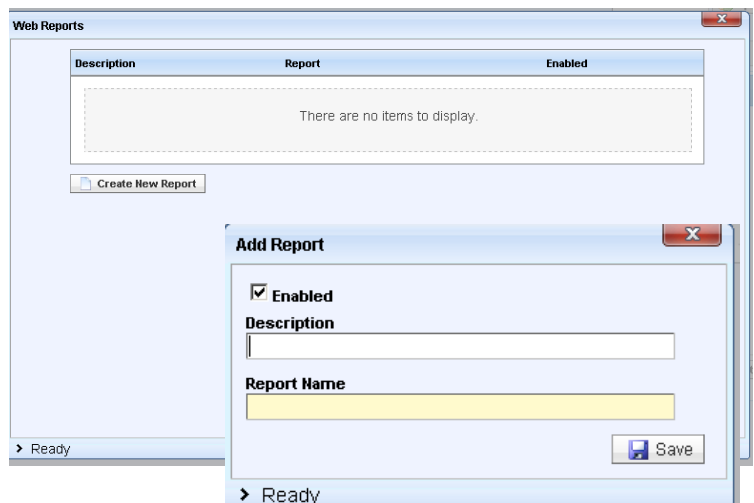 Web Reports
Description Report Enabled
There are no items to display.
Create New Report
Add Report
Enabled
Description
Report Name
Save
Ready
Ready